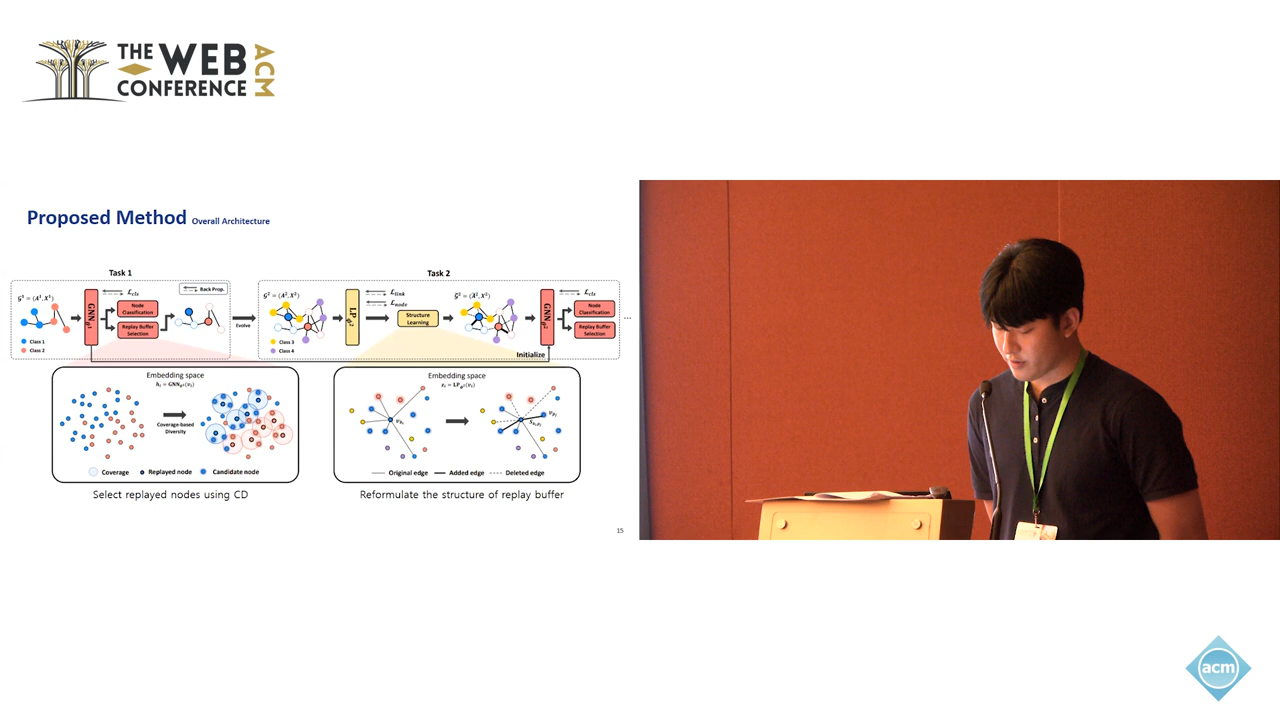 THE WEB
CONFERENCE
ACM
Proposed Method Overall Architecture
Task 1
Task 2
Back Prop.
Class 1
Class 2
Node
Classification
Replay Buffer
Selection
Evolve
Class 3
Class 4
Structure
Learning
Node
Classification
Replay Buffer
Selection
...
Initialize
Embedding space
Coverage-based
Diversity
Coverage
Replayed node
Candidate node
Embedding space
Original edge
Added edge
Deleted edge
Select replayed nodes using CD
Reformulate the structure of replay buffer
15
acm